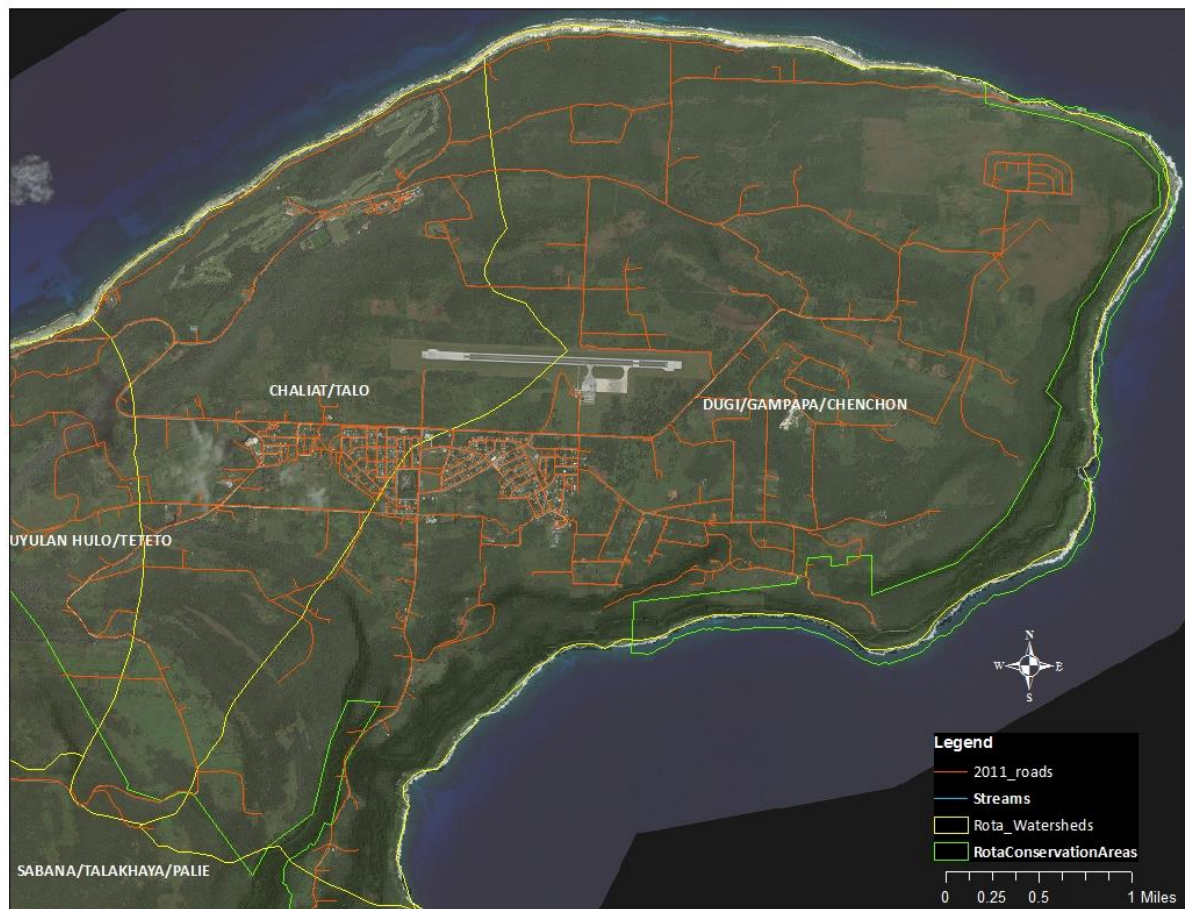 CHALIAT/TALO
DUGI/GAMPAPA/CHENCHON
UYULAN HULO/TETETO
SABANA/TALAKHAYA/PALIE
N
W
E
S
Legend
2011_roads
Streams
Rota_Watersheds
RotaConservationAreas
0 0.25 0.5 1 Miles